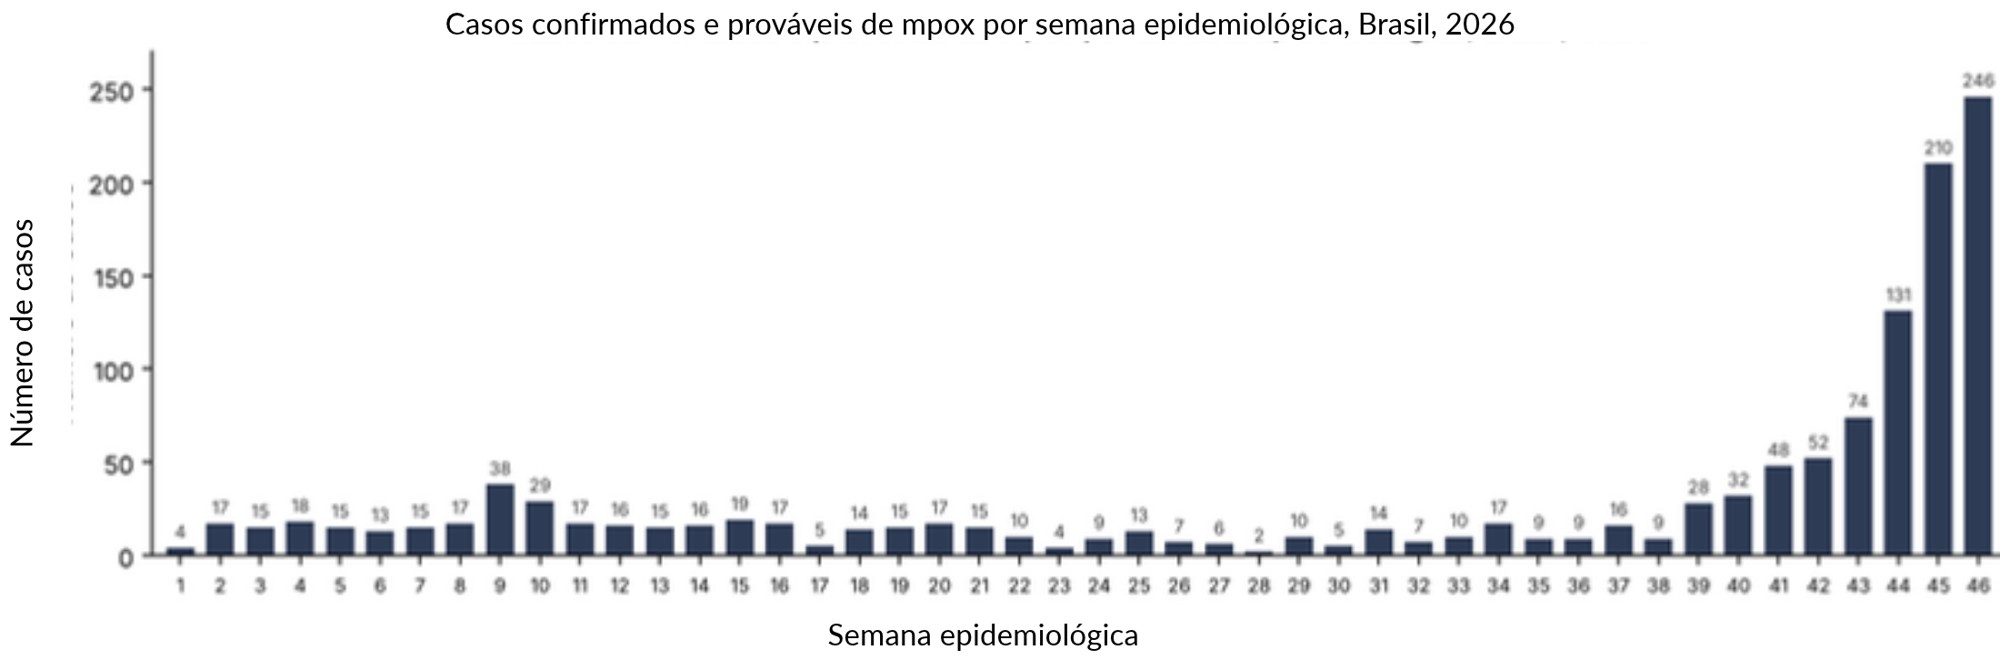 Casos confirmados e prováveis de mpox por semana epidemiológica, Brasil, 2026
Número de casos
250
200
150
100
50
0
4 17 15 18 15 13 15 17 38 29 17 16 15 16 19 17 5 14 15 17 15 10 4 9 13 7 6 2 10 5 14 7 10 17 9 9 16 9 28 32 48 52 74 131 210 246
1 2 3 4 5 6 7 8 9 10 11 12 13 14 15 16 17 18 19 20 21 22 23 24 25 26 27 28 29 30 31 32 33 34 35 36 37 38 39 40 41 42 43 44 45 46
Semana epidemiológica